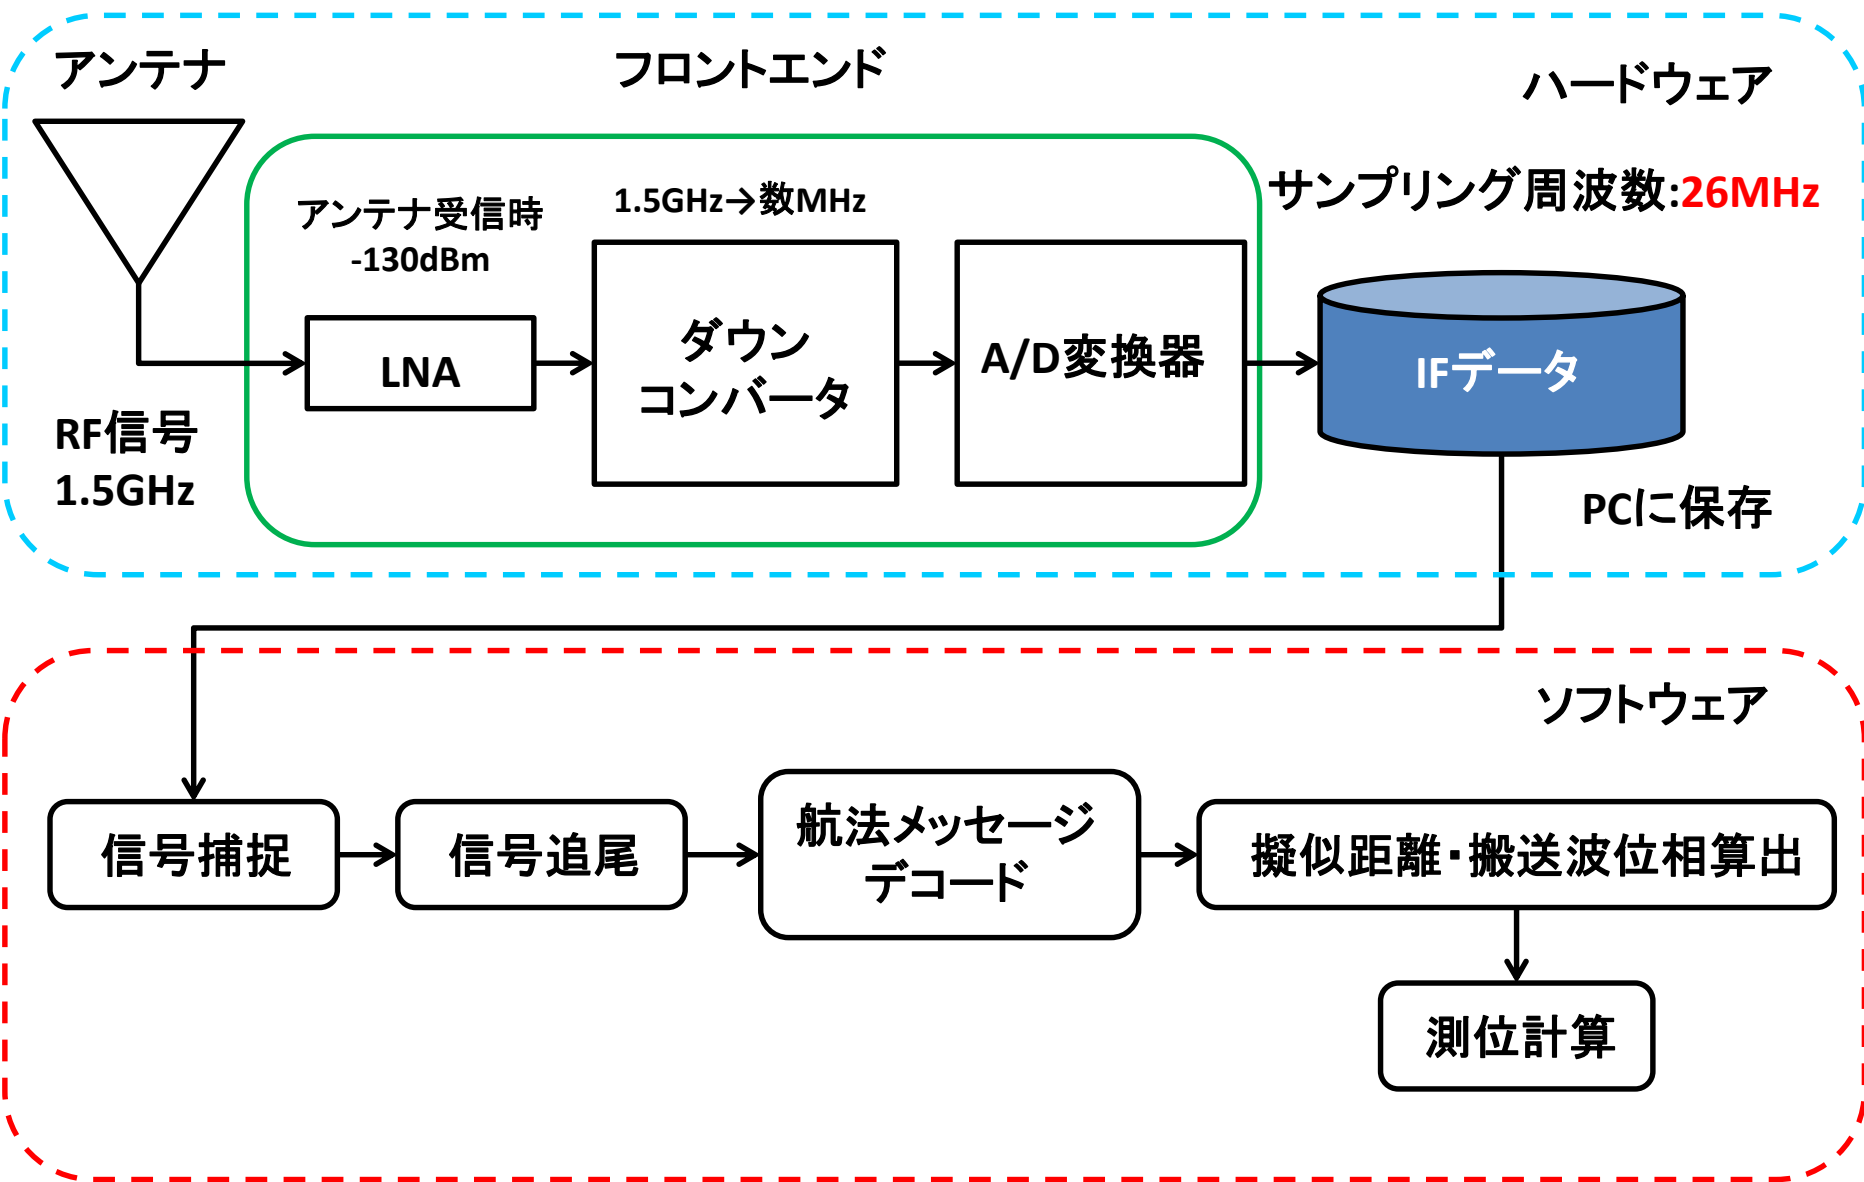 アンテナ
フロントエンド
ハードウェア
サンプリング周波数:26MHz
アンテナ受信時
-130dBm
1.5GHz→数MHz
LNA
ダウン
コンバータ
A/D変換器
IFデータ
RF信号
1.5GHz
PCに保存
ソフトウェア
信号捕捉
信号追尾
航法メッセージ
デコード
擬似距離・搬送波位相算出
測位計算